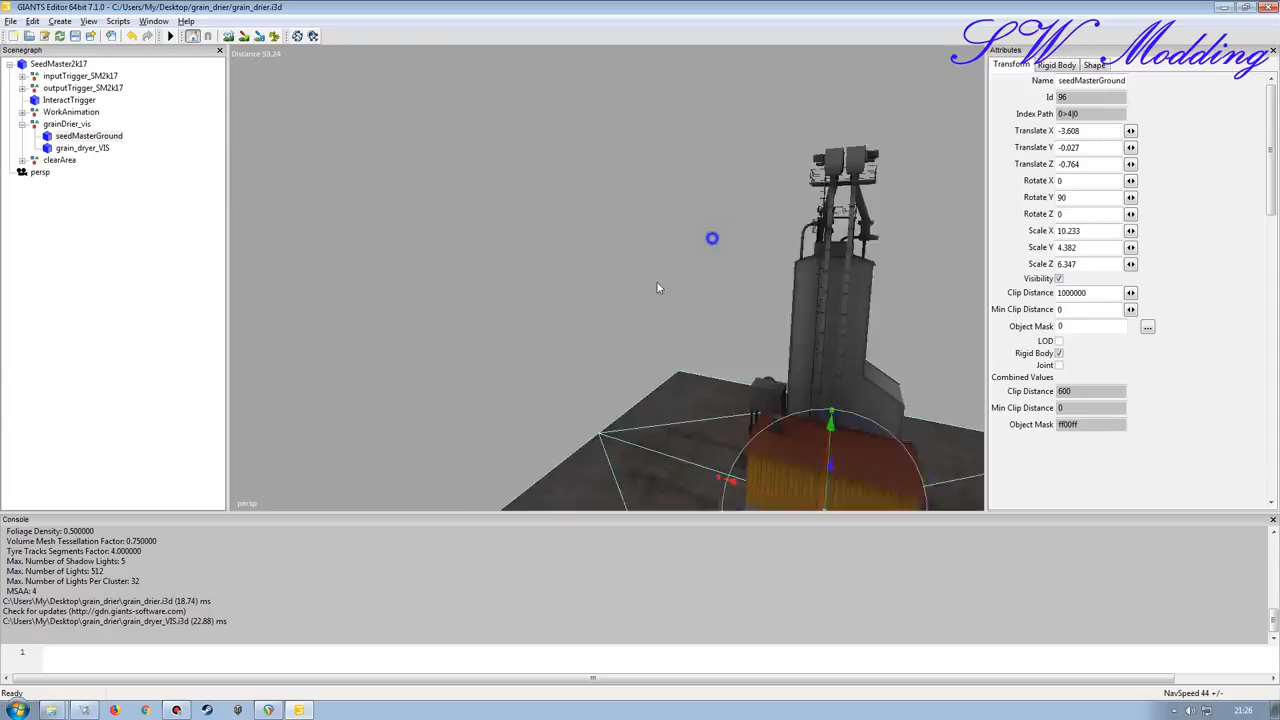 GIANTS Editor 64bit 7.1.0 - C:/Users/My/Desktop/grain_drier/grain_drier.i3d
File Edit Create View Scripts Window Help
SW Modding
Scenegraph
SeedMaster2k17
inputTrigger_SM2k17
outputTrigger_SM2k17
InteractTrigger
WorkAnimation
grainDrier_vis
seedMasterGround
grain_dryer_VIS
clearArea
persp
Distance 53.24
persp
Attributes
Transform Rigid Body Shape
Name seedMasterGround
Id 96
Index Path 0>4|0
Translate X -3.608
Translate Y -0.027
Translate Z -0.764
Rotate X 0
Rotate Y 90
Rotate Z 0
Scale X 10.233
Scale Y 4.382
Scale Z 6.347
Visibility
Clip Distance 1000000
Min Clip Distance 0
Object Mask 0 ...
LOD
Rigid Body
Joint
Combined Values
Clip Distance 600
Min Clip Distance 0
Object Mask ff00ff
Console
Foliage Density: 0.500000
Volume Mesh Tessellation Factor: 0.750000
Tyre Tracks Segments Factor: 4.000000
Max. Number of Shadow Lights: 5
Max. Number of Lights: 512
Max. Number of Lights Per Cluster: 32
MSAA: 4
C:\Users\My\Desktop\grain_drier\grain_drier.i3d (18.74) ms
Check for updates (http://gdn.giants-software.com)
C:\Users\My\Desktop\grain_drier\grain_dryer_VIS.i3d (22.88) ms
1
Ready
NavSpeed 44 +/-
21:26